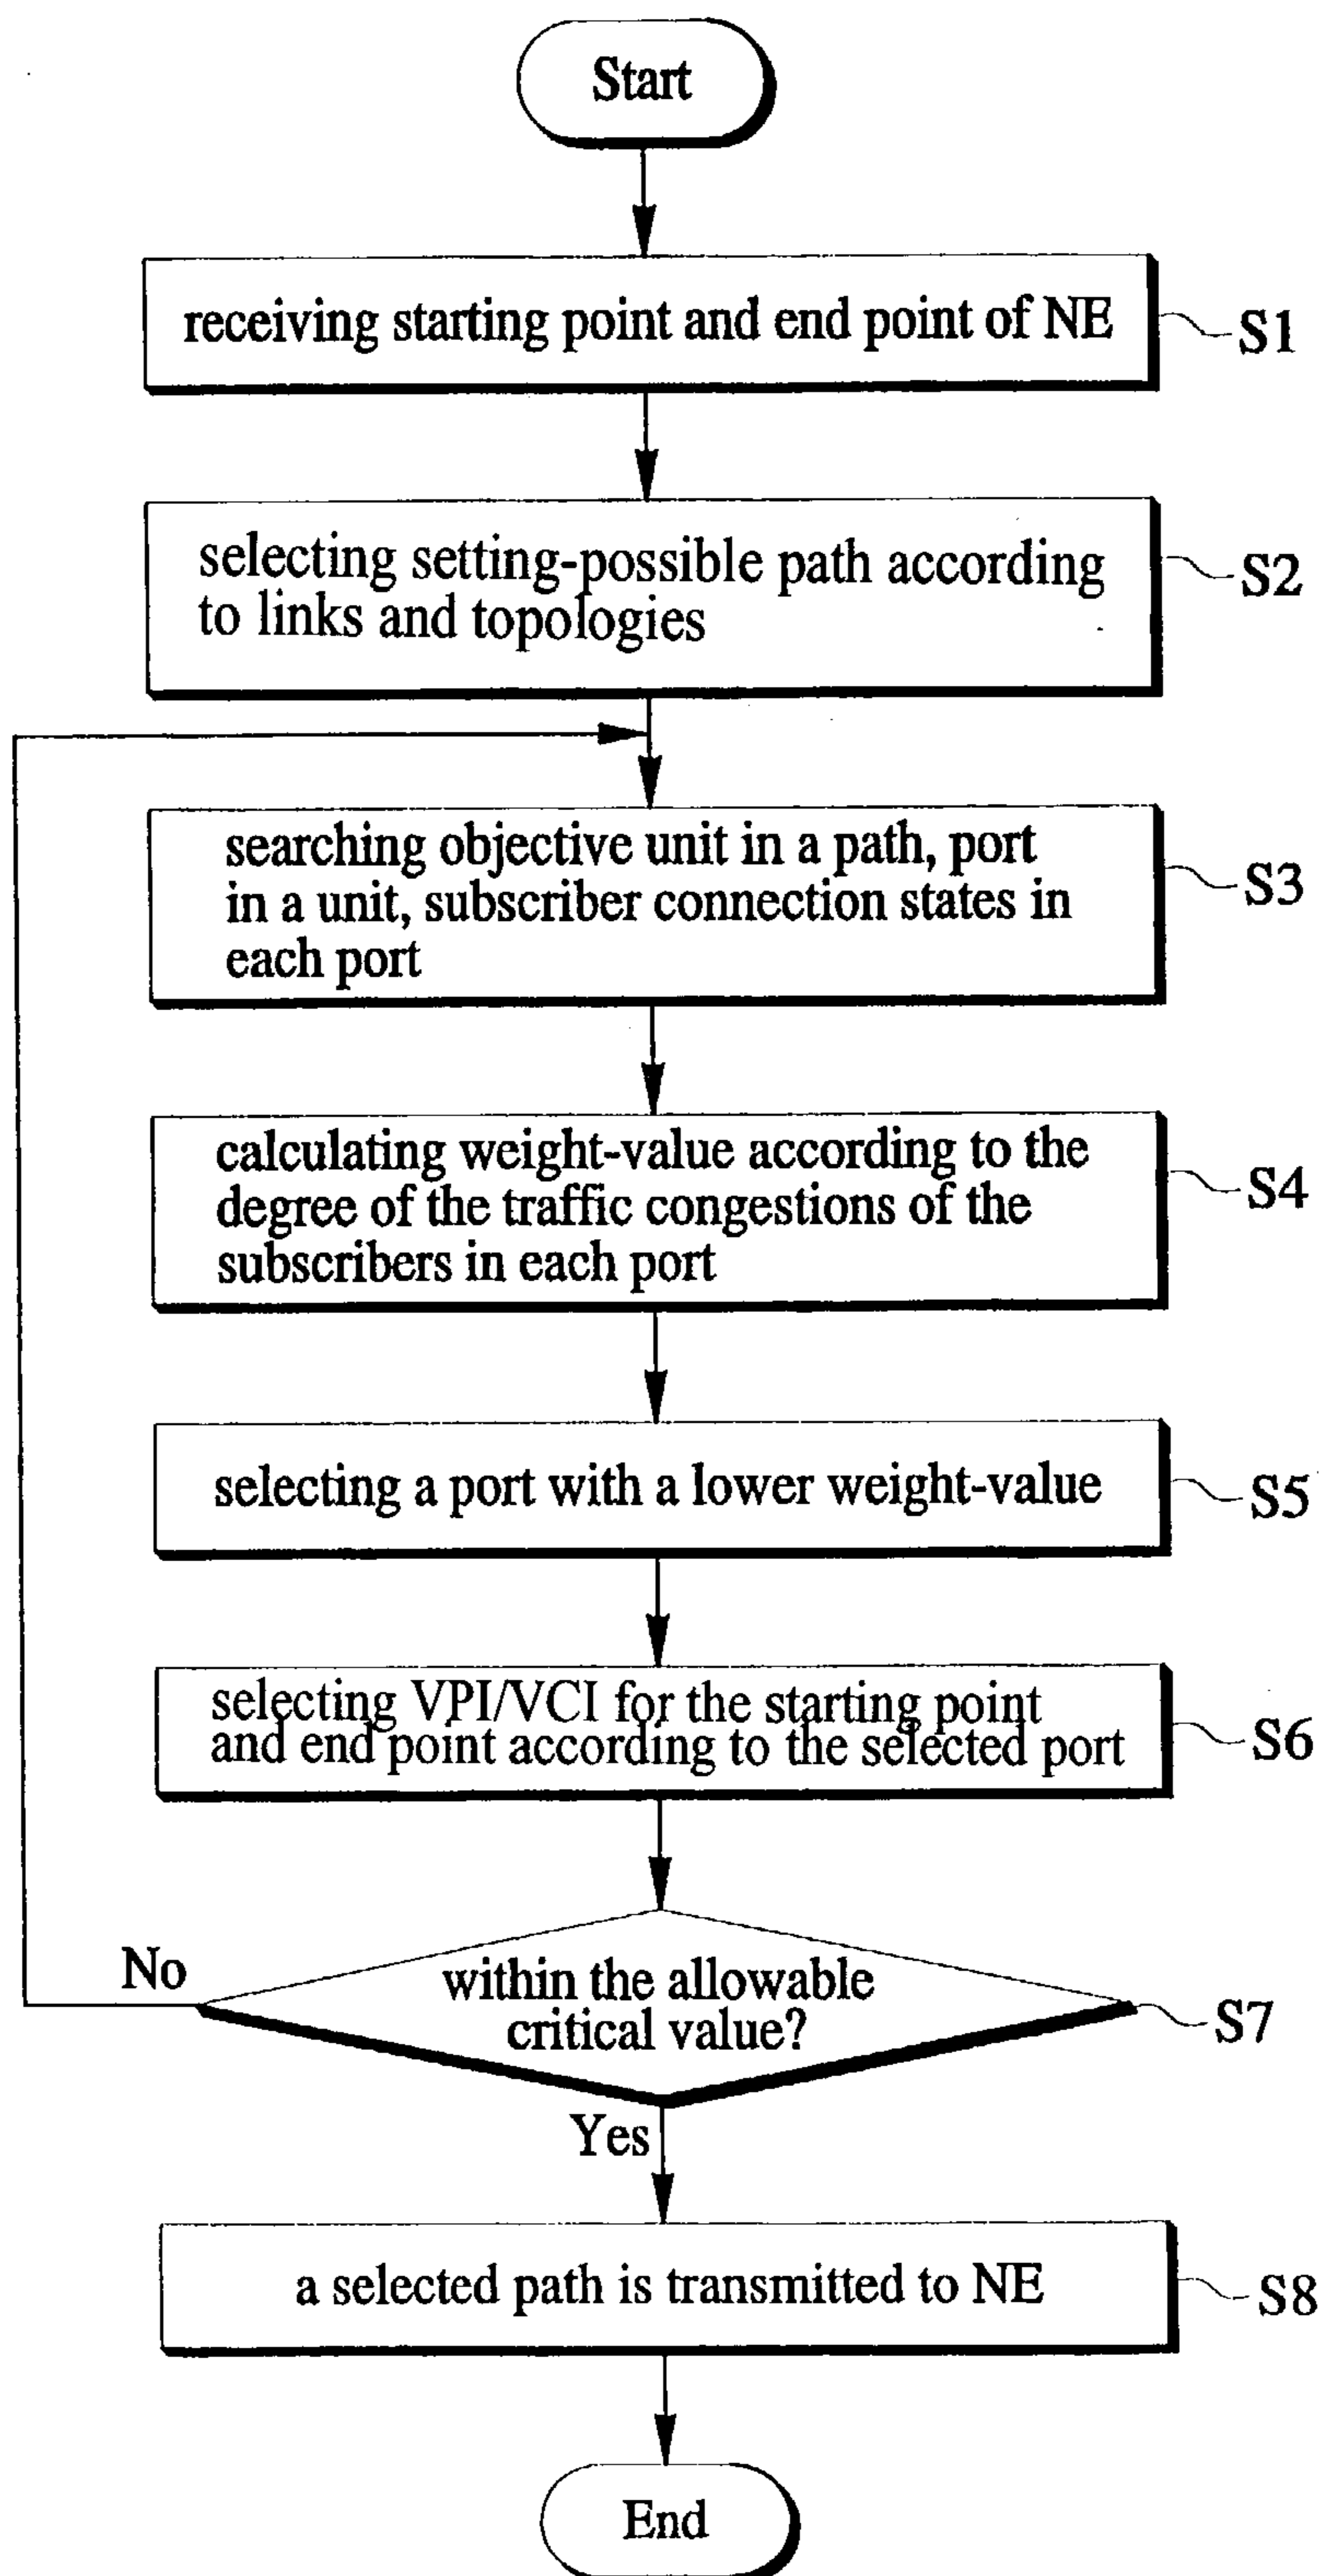 Start
receiving starting point and end point of NE
S1
selecting setting-possible path according
to links and topologies
S2
searching objective unit in a path, port
in a unit, subscriber connection states in
each port
S3
calculating weight-value according to the
degree of the traffic congestions of the
subscribers in each port
S4
selecting a port with a lower weight-value
S5
selecting VPI/VCI for the starting point
and end point according to the selected port
S6
No
within the allowable
critical value?
S7
Yes
a selected path is transmitted to NE
S8
End